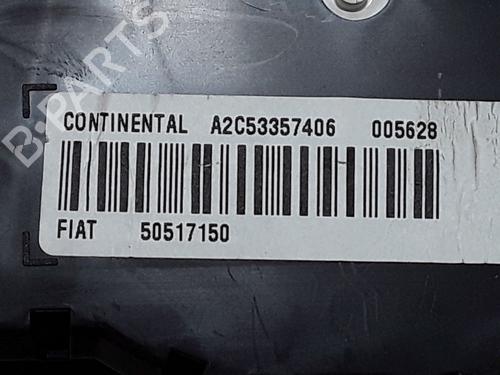 B-PARTS
CONTINENTAL A2C53357406 005628
FIAT 50517150